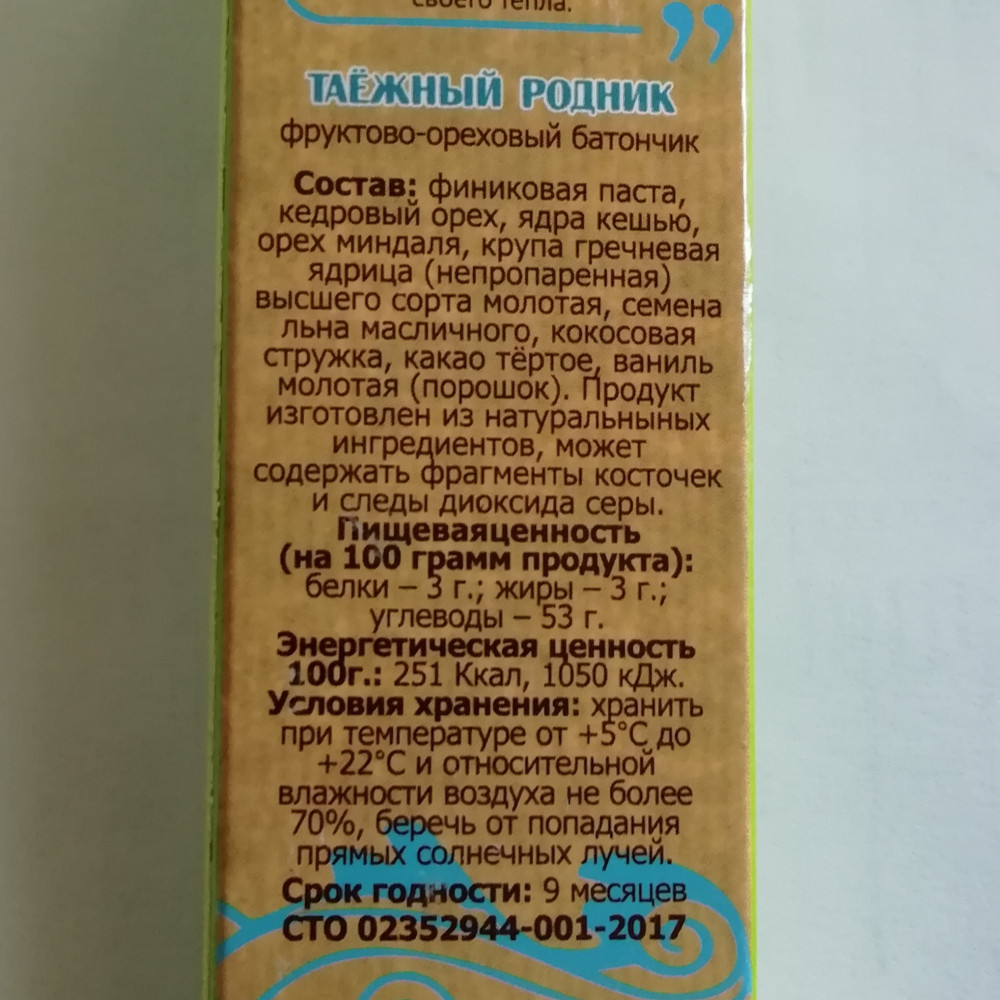 своего тепла.
ТАЁЖНЫЙ РОДНИК
фруктово-ореховый батончик
Состав: финиковая паста,
кедровый орех, ядра кешью,
орех миндаля, крупа гречневая
ядрица (непропаренная)
высшего сорта молотая, семена
льна масличного, кокосовая
стружка, какао тёртое, ваниль
молотая (порошок). Продукт
изготовлен из натуральныных
ингредиентов, может
содержать фрагменты косточек
и следы диоксида серы.
Пищеваяценность
(на 100 грамм продукта):
белки – 3 г.; жиры – 3 г.;
углеводы – 53 г.
Энергетическая ценность
100г.: 251 Ккал, 1050 кДж.
Условия хранения: хранить
при температуре от +5°С до
+22°С и относительной
влажности воздуха не более
70%, беречь от попадания
прямых солнечных лучей.
Срок годности: 9 месяцев
СТО 02352944-001-2017